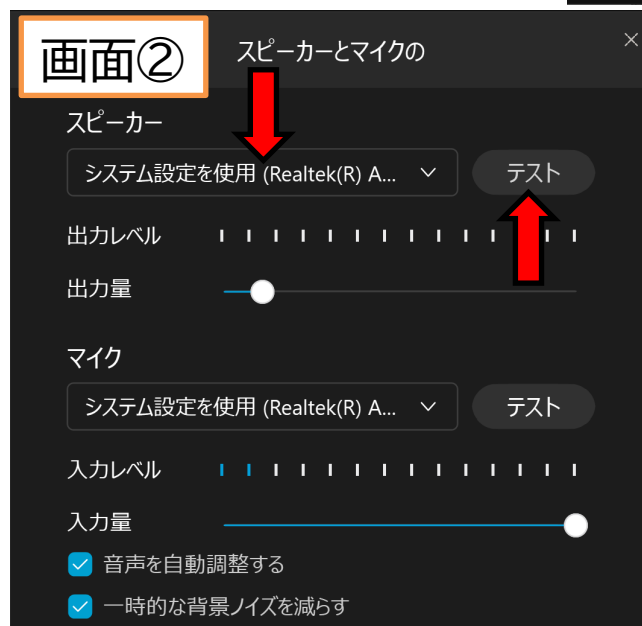 画面②
スピーカーとマイクの
スピーカー
システム設定を使用 (Realtek(R) A...
テスト
出力レベル
出力量
マイク
システム設定を使用 (Realtek(R) A...
テスト
入力レベル
入力量
音声を自動調整する
一時的な背景ノイズを減らす